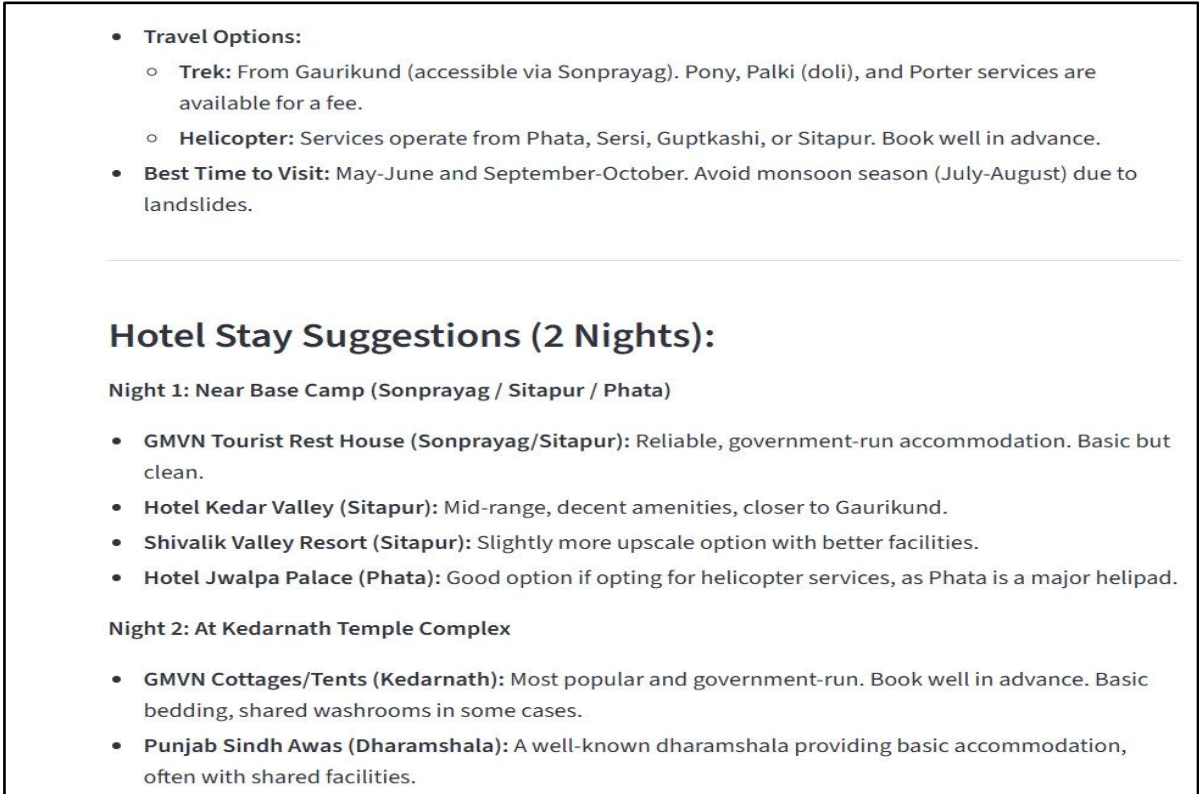 • Travel Options:
○ Trek: From Gaurikund (accessible via Sonprayag). Pony, Palki (doli), and Porter services are
available for a fee.
○ Helicopter: Services operate from Phata, Sersi, Guptkashi, or Sitapur. Book well in advance.
• Best Time to Visit: May-June and September-October. Avoid monsoon season (July-August) due to
landslides.
Hotel Stay Suggestions (2 Nights):
Night 1: Near Base Camp (Sonprayag / Sitapur / Phata)
• GMVN Tourist Rest House (Sonprayag/Sitapur): Reliable, government-run accommodation. Basic but
clean.
• Hotel Kedar Valley (Sitapur): Mid-range, decent amenities, closer to Gaurikund.
• Shivalik Valley Resort (Sitapur): Slightly more upscale option with better facilities.
• Hotel Jwalpa Palace (Phata): Good option if opting for helicopter services, as Phata is a major helipad.
Night 2: At Kedarnath Temple Complex
• GMVN Cottages/Tents (Kedarnath): Most popular and government-run. Book well in advance. Basic
bedding, shared washrooms in some cases.
• Punjab Sindh Awas (Dharamshala): A well-known dharamshala providing basic accommodation,
often with shared facilities.